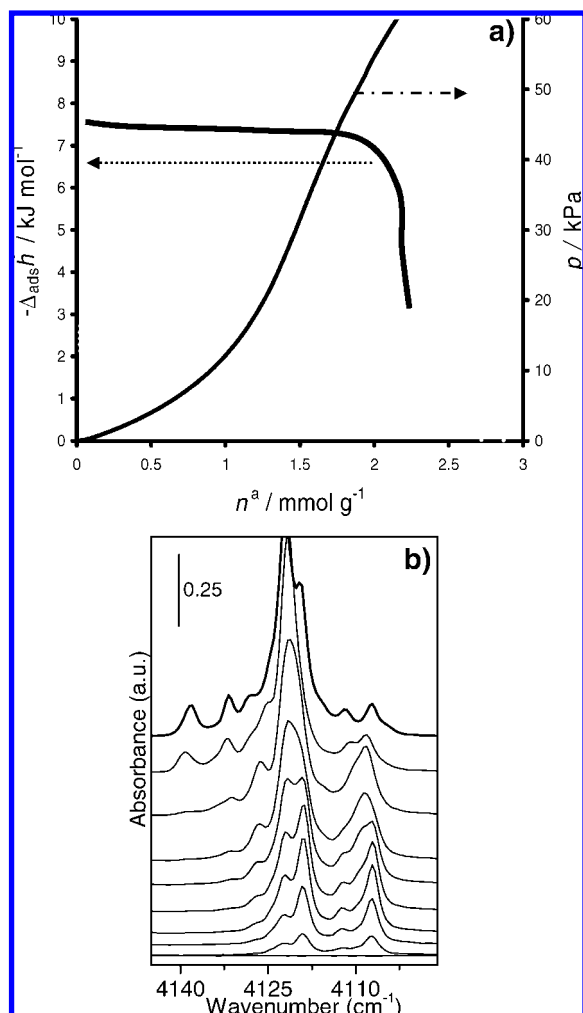 a)
10
9
8
7
6
5
4
3
2
1
0
-Δadsh / kJ mol-1
60
50
40
30
20
10
0
p / kPa
0 0.5 1 1.5 2 2.5 3
na / mmol g-1
b)
0.25
Absorbance (a.u.)
4140 4125 4110
Wavenumber (cm-1)